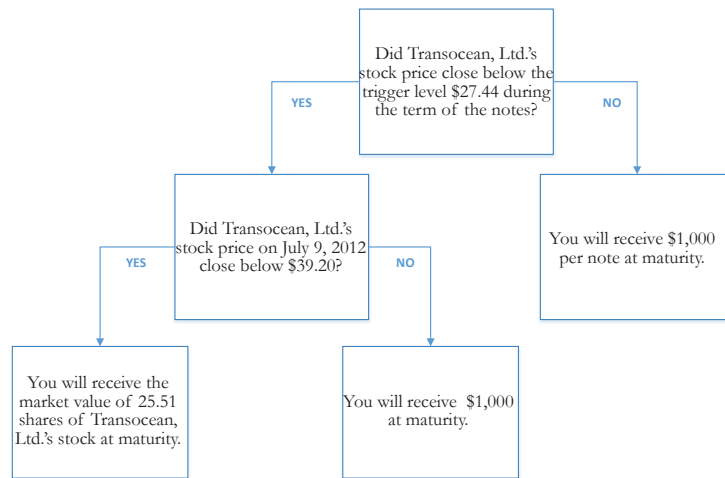 Did Transocean, Ltd.'s
stock price close below the
trigger level $27.44 during
the term of the notes?
YES
NO
Did Transocean, Ltd.'s
stock price on July 9, 2012
close below $39.20?
You will receive $1,000
per note at maturity.
YES
NO
You will receive the
market value of 25.51
shares of Transocean,
Ltd.'s stock at maturity.
You will receive $1,000
at maturity.